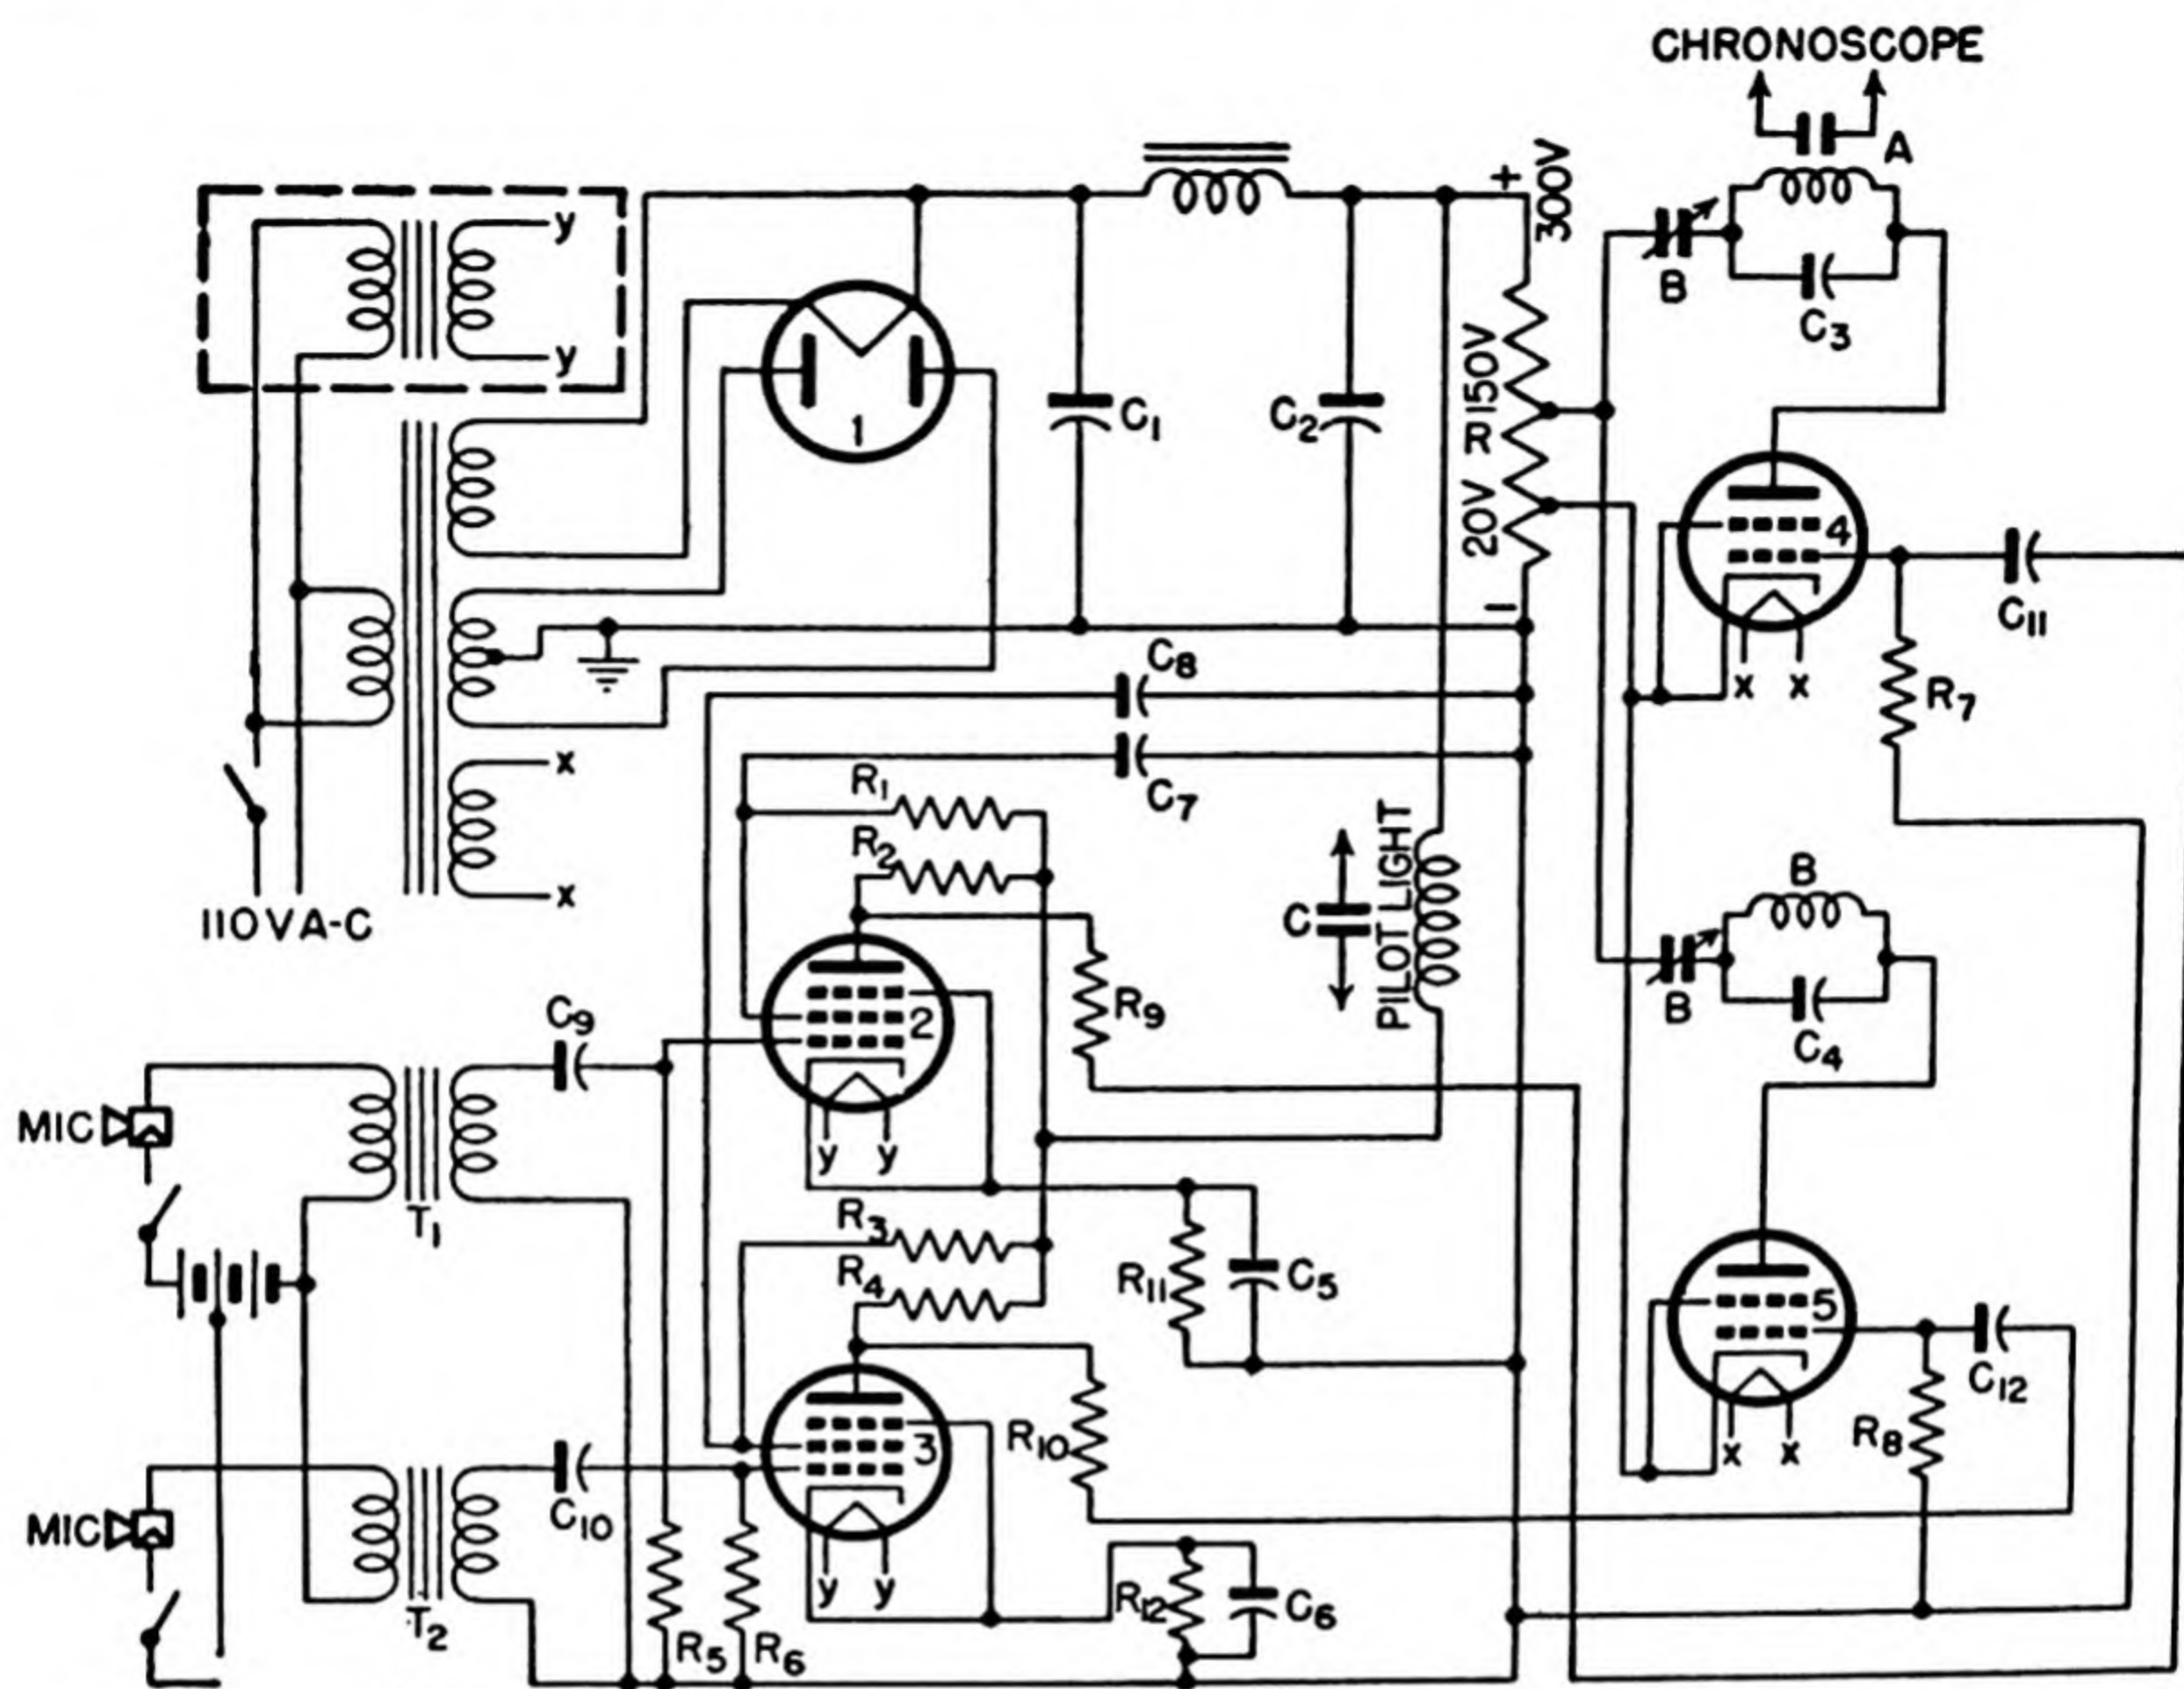 CHRONOSCOPE
A
+
300V
y
y
B
C3
1
C1
C2
R 150V
20V
4
C11
−
x x
R7
C8
C7
x
x
110V A-C
R1
R2
C
PILOT LIGHT
B
B
C4
C9
2
R9
MIC
y y
T1
R3
R4
R11
C5
5
C12
x x
R8
3
R10
C10
MIC
y y
R12
C6
T2
R5
R6